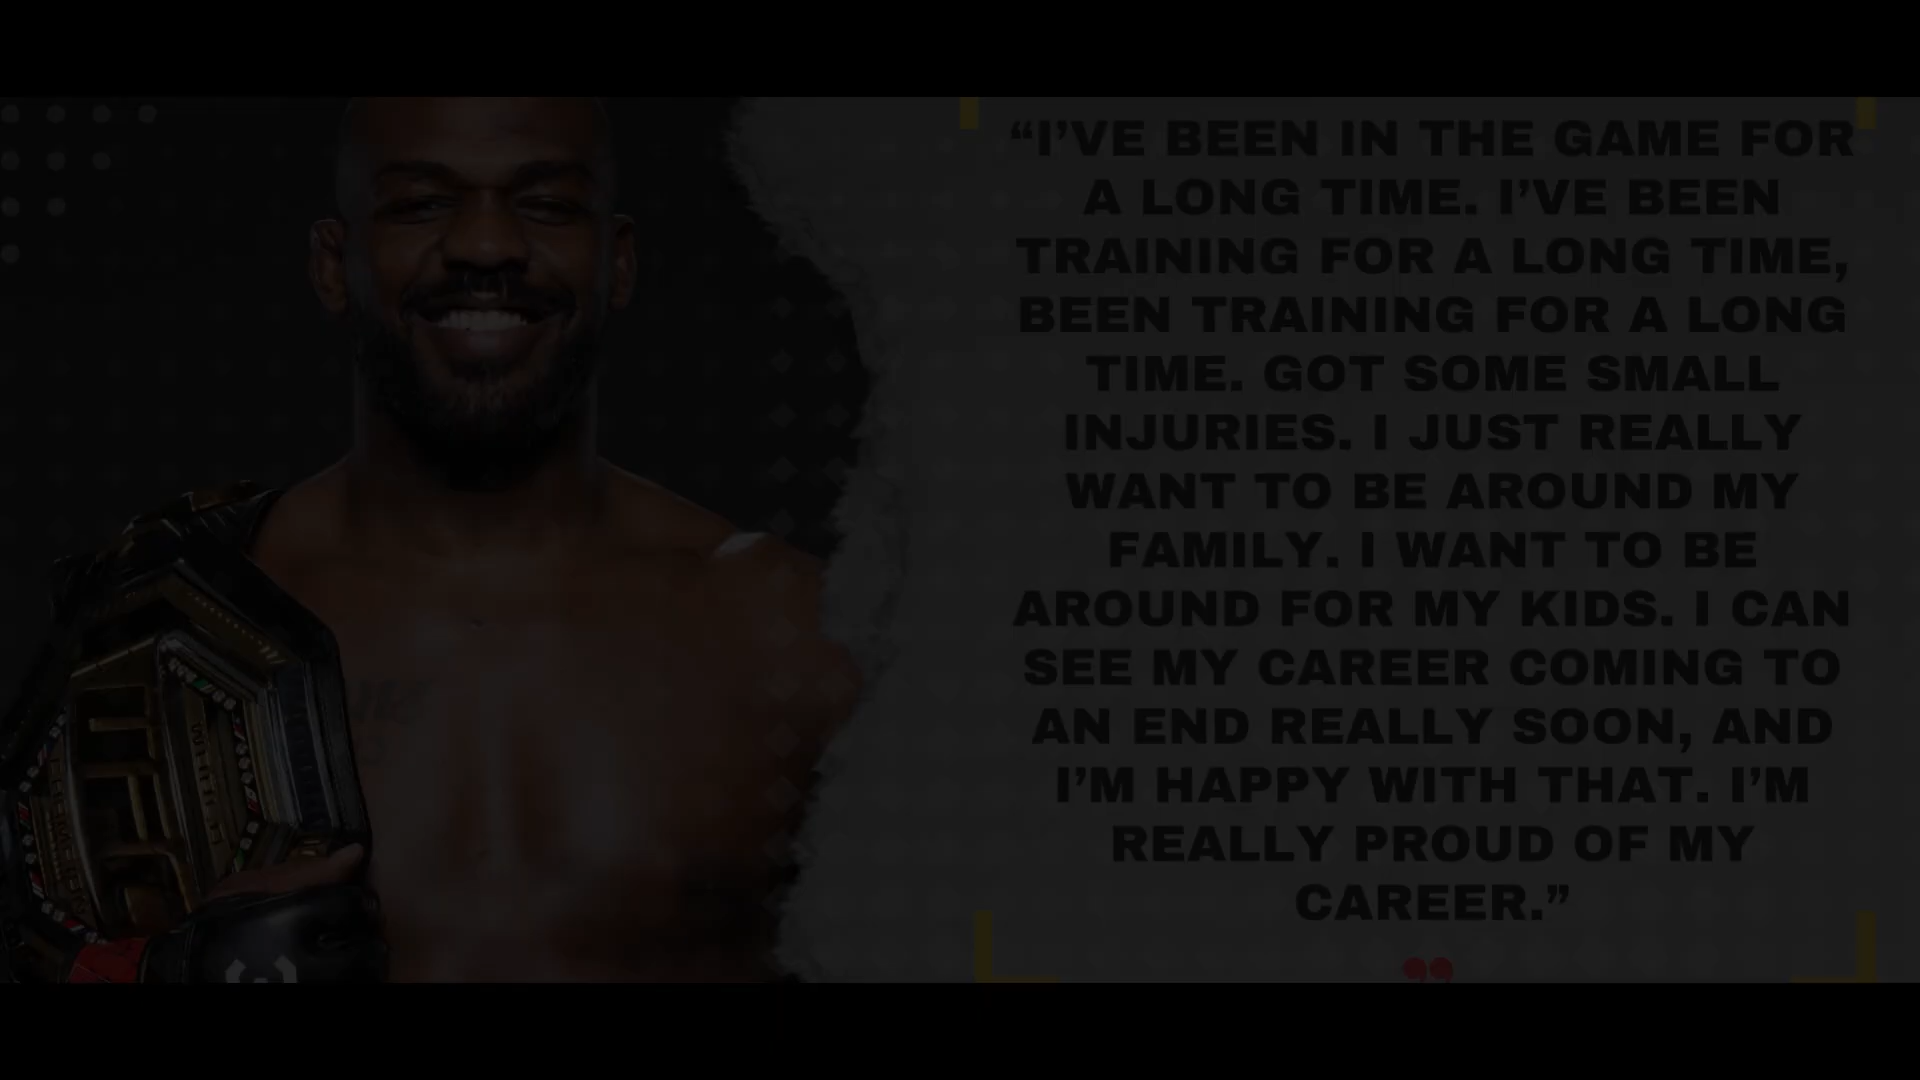 “I’VE BEEN IN THE GAME FOR
A LONG TIME. I’VE BEEN
TRAINING FOR A LONG TIME,
BEEN TRAINING FOR A LONG
TIME. GOT SOME SMALL
INJURIES. I JUST REALLY
WANT TO BE AROUND MY
FAMILY. I WANT TO BE
AROUND FOR MY KIDS. I CAN
SEE MY CAREER COMING TO
AN END REALLY SOON, AND
I’M HAPPY WITH THAT. I’M
REALLY PROUD OF MY
CAREER.”